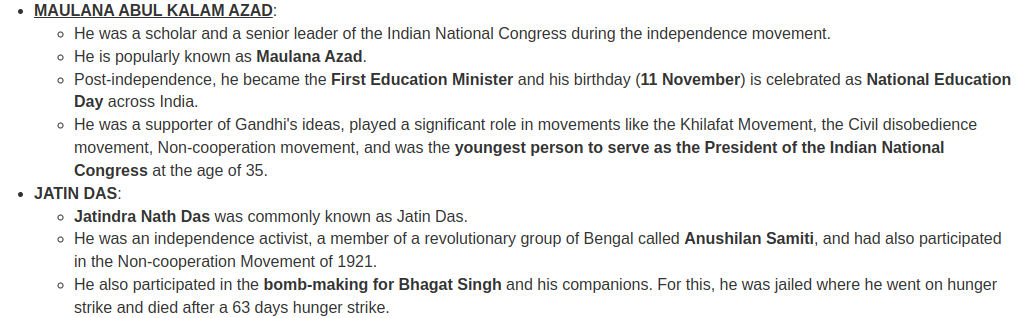 • MAULANA ABUL KALAM AZAD:
◦ He was a scholar and a senior leader of the Indian National Congress during the independence movement.
◦ He is popularly known as Maulana Azad.
◦ Post-independence, he became the First Education Minister and his birthday (11 November) is celebrated as National Education
Day across India.
◦ He was a supporter of Gandhi's ideas, played a significant role in movements like the Khilafat Movement, the Civil disobedience
movement, Non-cooperation movement, and was the youngest person to serve as the President of the Indian National
Congress at the age of 35.
• JATIN DAS:
◦ Jatindra Nath Das was commonly known as Jatin Das.
◦ He was an independence activist, a member of a revolutionary group of Bengal called Anushilan Samiti, and had also participated
in the Non-cooperation Movement of 1921.
◦ He also participated in the bomb-making for Bhagat Singh and his companions. For this, he was jailed where he went on hunger
strike and died after a 63 days hunger strike.